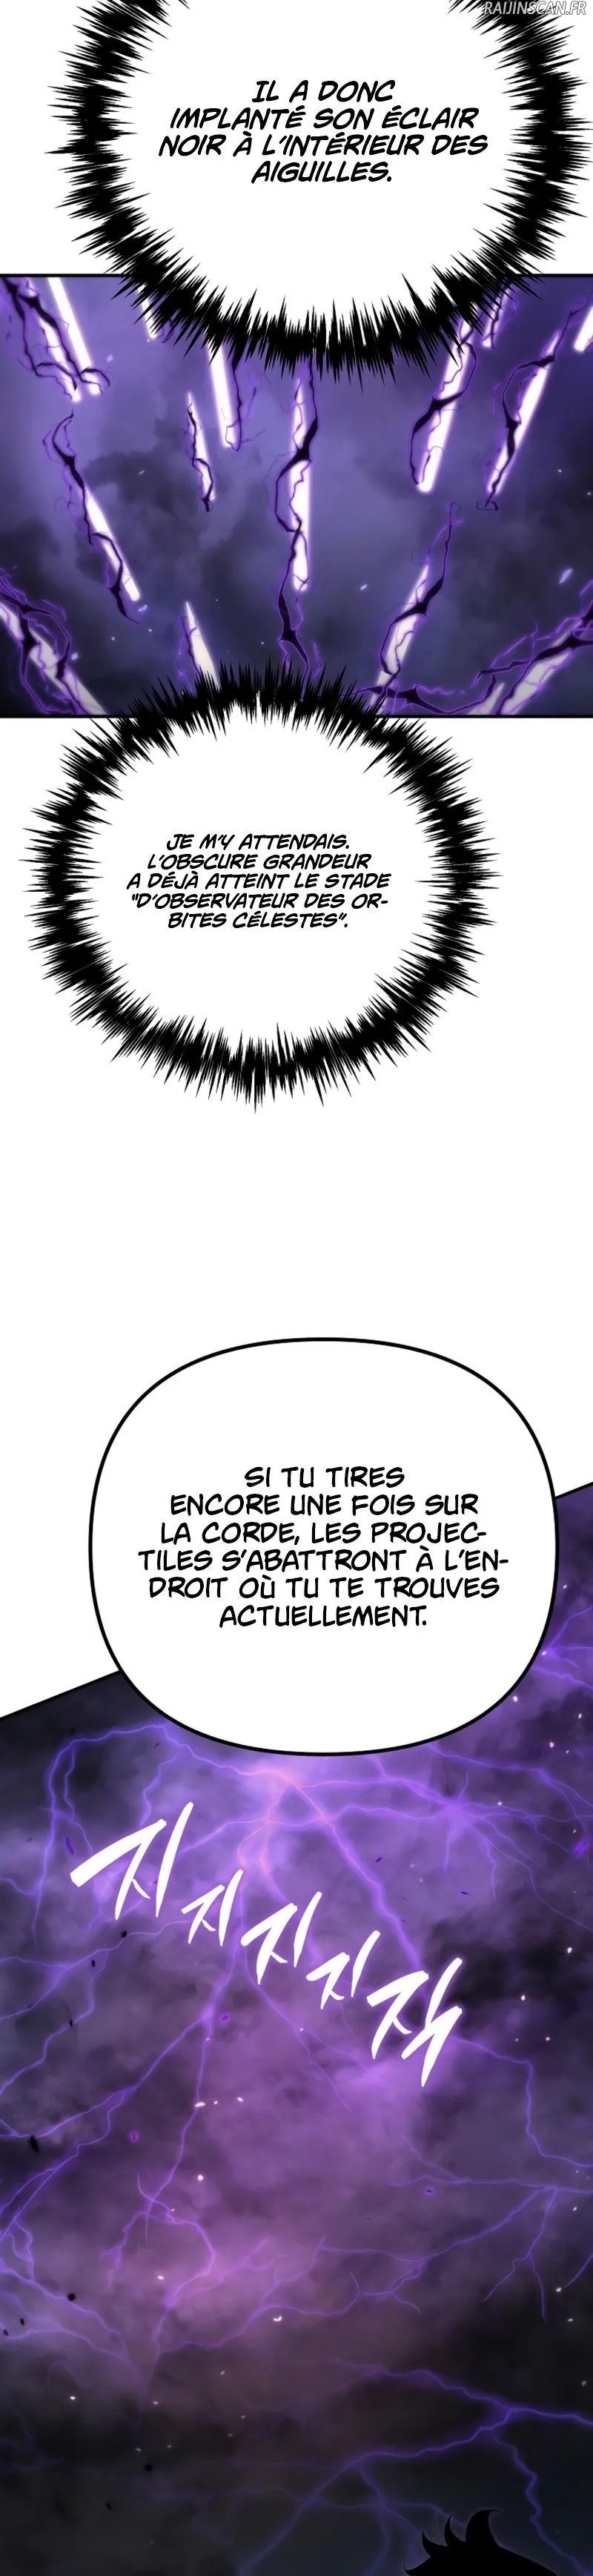 RAIJINSCAN.FR
IL A DONC
IMPLANTÉ SON ÉCLAIR
NOIR À L'INTÉRIEUR DES
AIGUILLES.
JE M'Y ATTENDAIS.
L'OBSCURE GRANDEUR
A DÉJÀ ATTEINT LE STADE
"D'OBSERVATEUR DES OR-
BITES CÉLESTES".
SI TU TIRES
ENCORE UNE FOIS SUR
LA CORDE, LES PROJEC-
TILES S'ABATTRONT À L'EN-
DROIT OÙ TU TE TROUVES
ACTUELLEMENT.
지지지지직